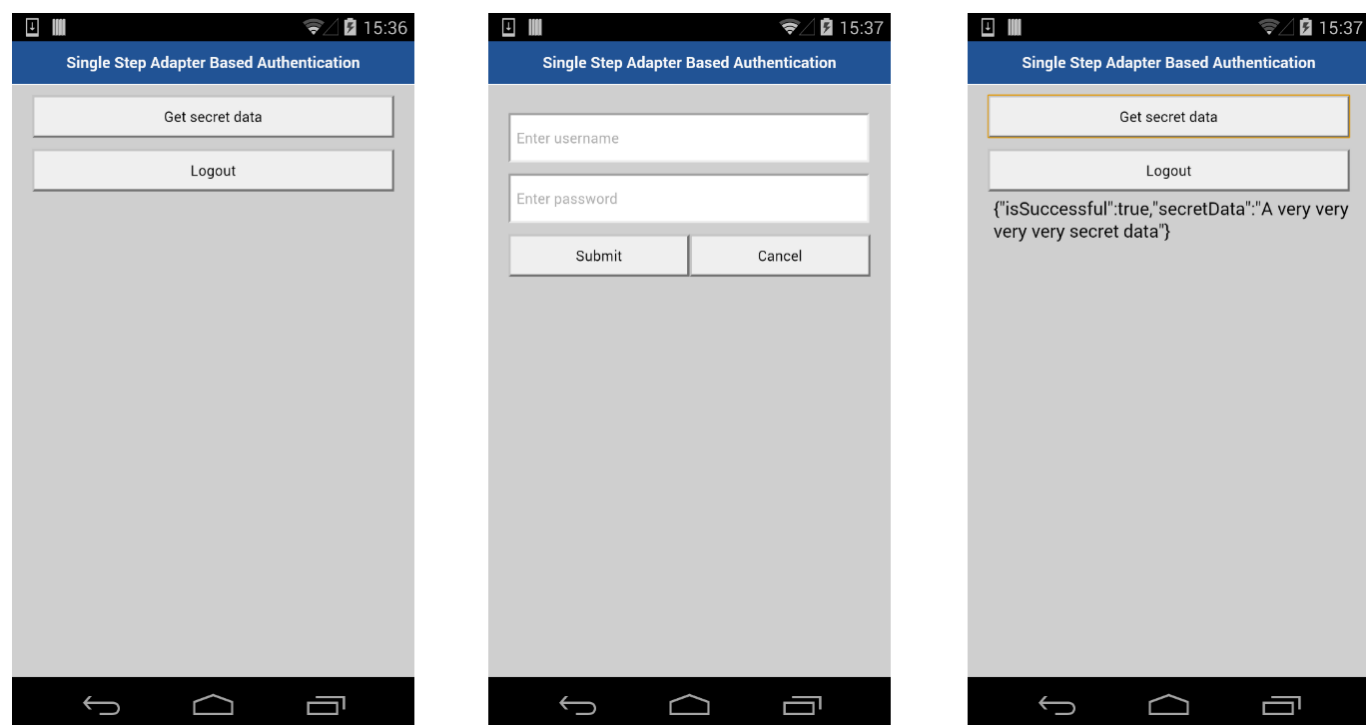 15:36
Single Step Adapter Based Authentication
Get secret data
Logout
15:37
Single Step Adapter Based Authentication
Enter username
Enter password
Submit
Cancel
15:37
Single Step Adapter Based Authentication
Get secret data
Logout
{"isSuccessful":true,"secretData":"A very very
very very secret data"}